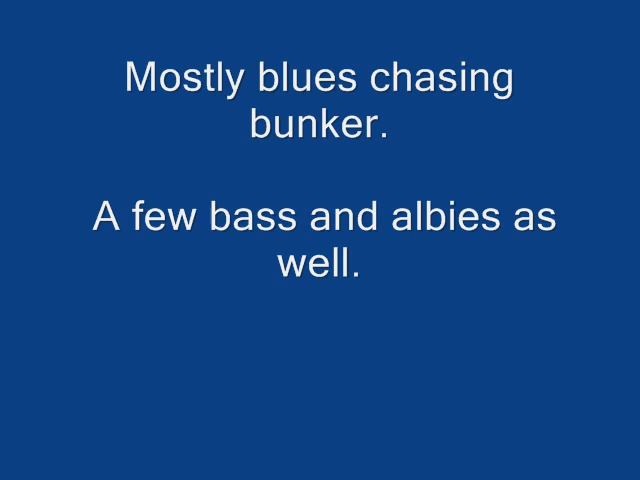 Mostly blues chasing
bunker.
A few bass and albies as
well.